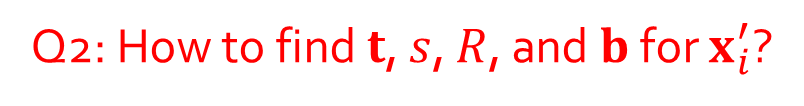 Q2: How to find t, s, R, and b for x′ᵢ?